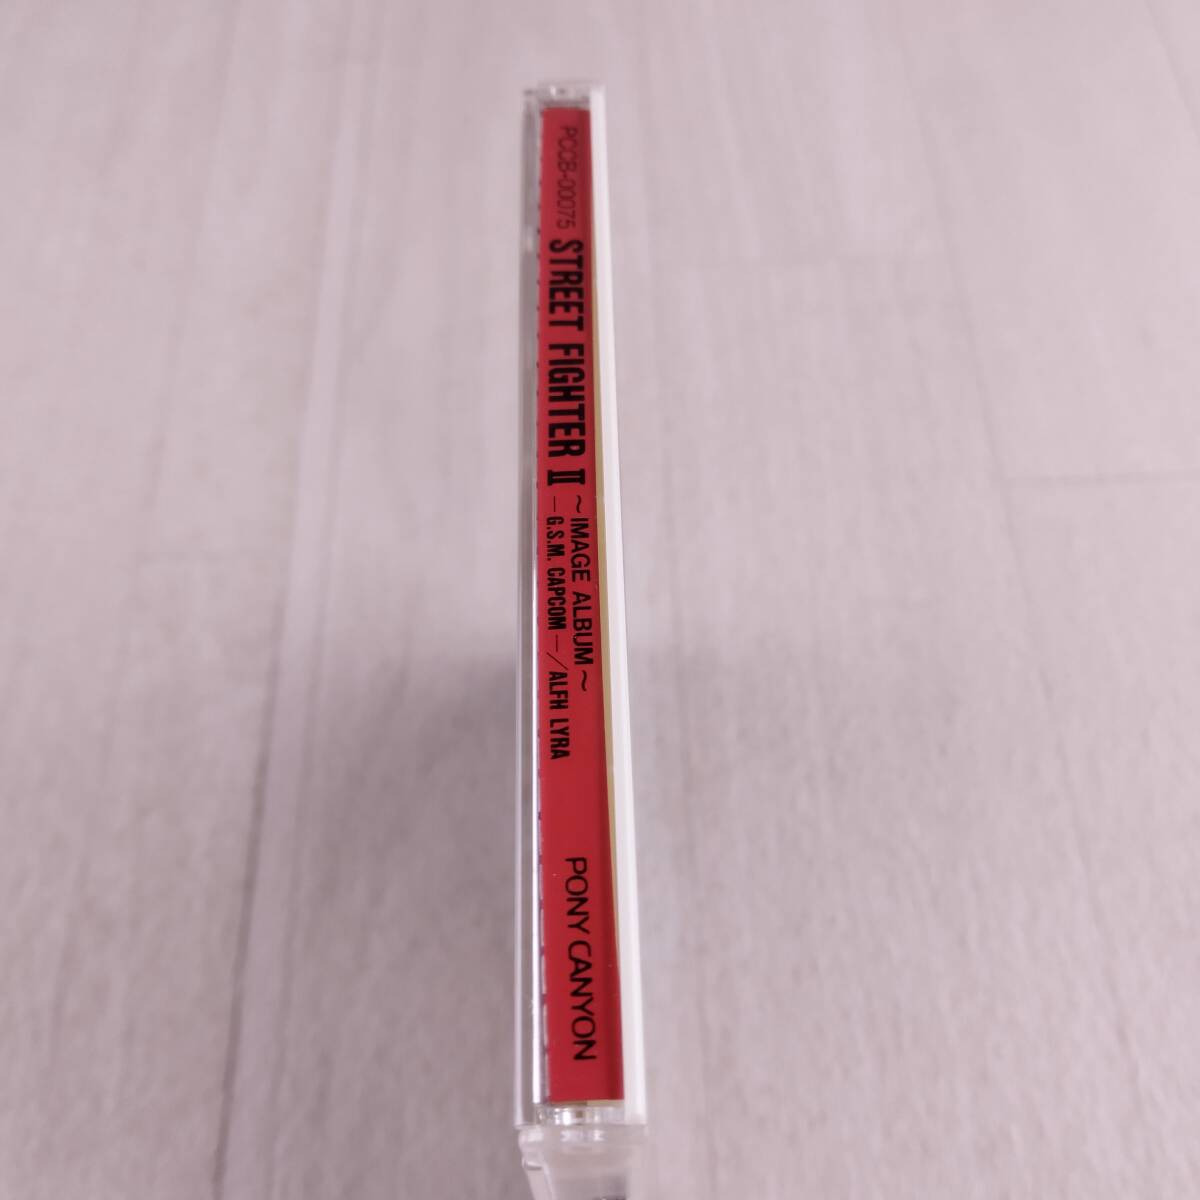 PCCB-00075
STREET FIGHTER II
~IMAGE ALBUM~
—G.S.M. CAPCOM—/ALFH LYRA
PONY CANYON